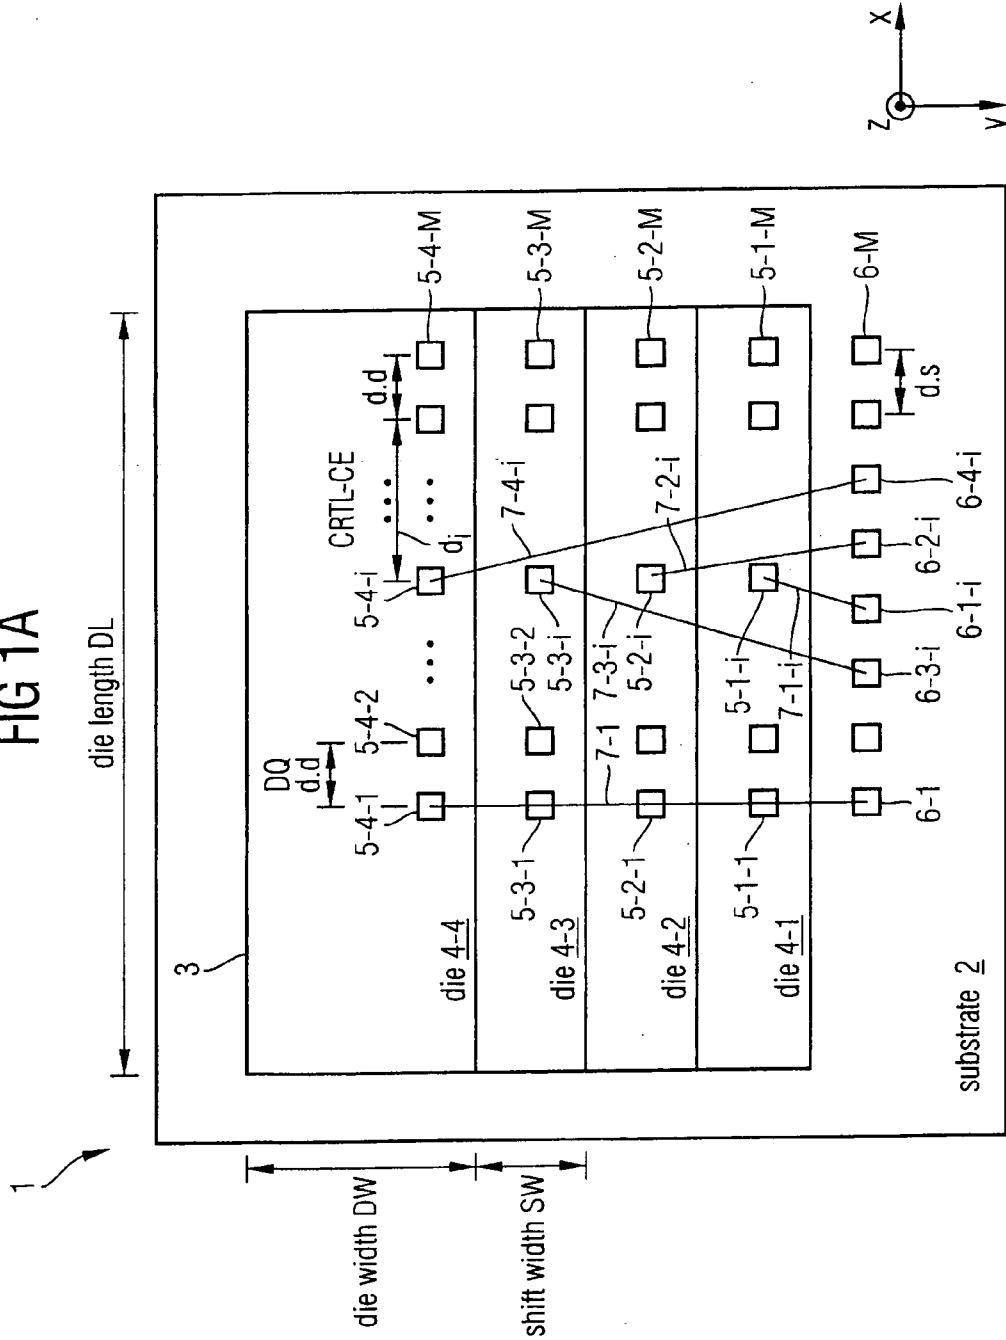 FIG 1A
1
die length DL
3
DQ
d.d
CRTL-CE
d.d
5-4-1
5-4-2
5-4-i
di
5-4-M
die width DW
die 4-4
shift width SW
7-4-i
5-3-1
5-3-2
5-3-i
5-3-M
die 4-3
7-3-i
7-2-i
5-2-1
7-1
5-2-i
5-2-M
die 4-2
5-1-1
5-1-i
7-1-i
5-1-M
die 4-1
6-M
d.s
6-1
6-3-i
6-1-i
6-2-i
6-4-i
substrate 2
X
Z
V